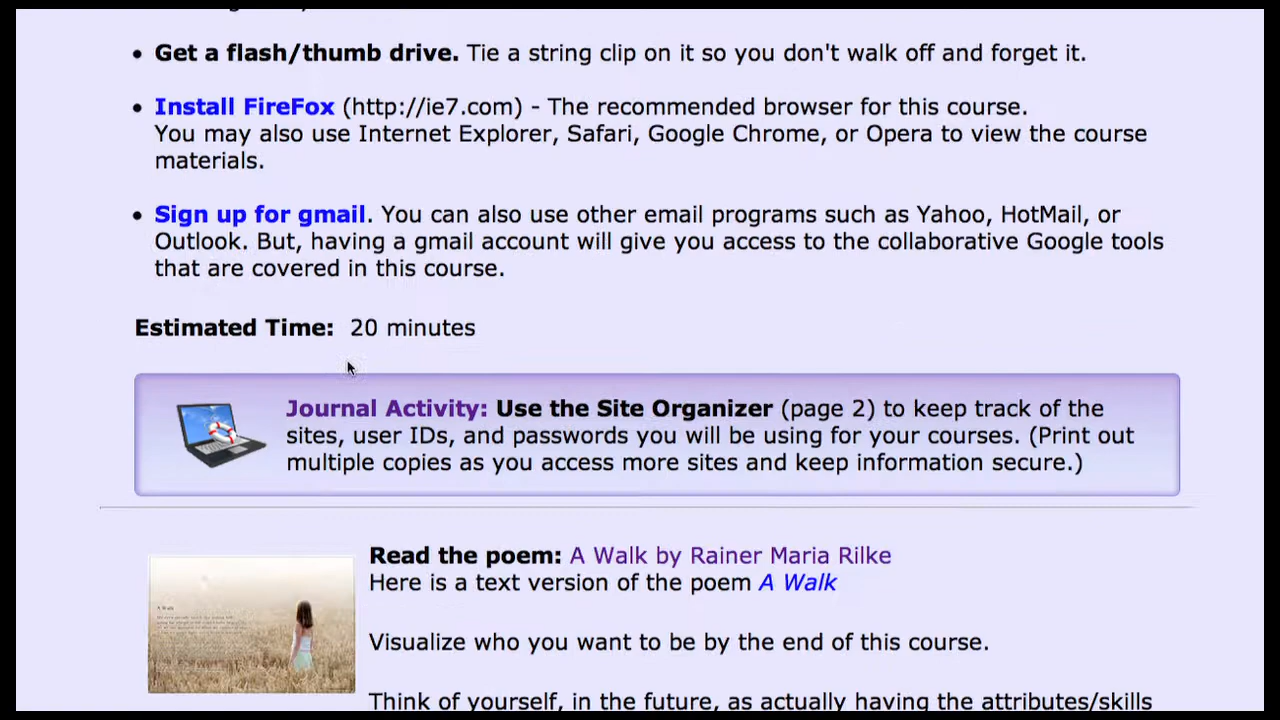 Get a flash/thumb drive. Tie a string clip on it so you don't walk off and forget it.
Install FireFox (http://ie7.com) - The recommended browser for this course.
You may also use Internet Explorer, Safari, Google Chrome, or Opera to view the course
materials.
Sign up for gmail. You can also use other email programs such as Yahoo, HotMail, or
Outlook. But, having a gmail account will give you access to the collaborative Google tools
that are covered in this course.
Estimated Time: 20 minutes
Journal Activity: Use the Site Organizer (page 2) to keep track of the
sites, user IDs, and passwords you will be using for your courses. (Print out
multiple copies as you access more sites and keep information secure.)
Read the poem: A Walk by Rainer Maria Rilke
Here is a text version of the poem A Walk
A Walk
Visualize who you want to be by the end of this course.
Think of yourself, in the future, as actually having the attributes/skills